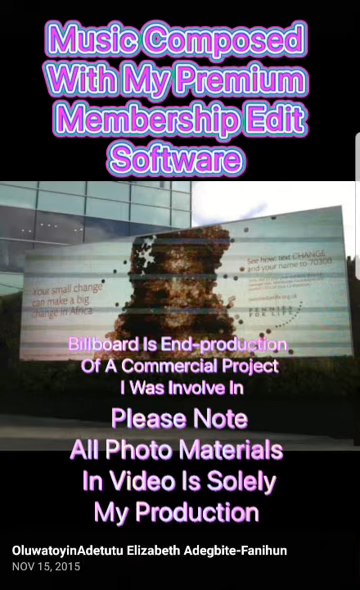 Music Composed
With My Premium
Membership Edit
Software
Your small change
can make a big
change in Africa
See how: text CHANGE
and your name to 70300
Billboard Is End-production
Of A Commercial Project
I Was Involve In
Please Note
All Photo Materials
In Video Is Solely
My Production
OluwatoyinAdetutu Elizabeth Adegbite-Fanihun
NOV 15, 2015